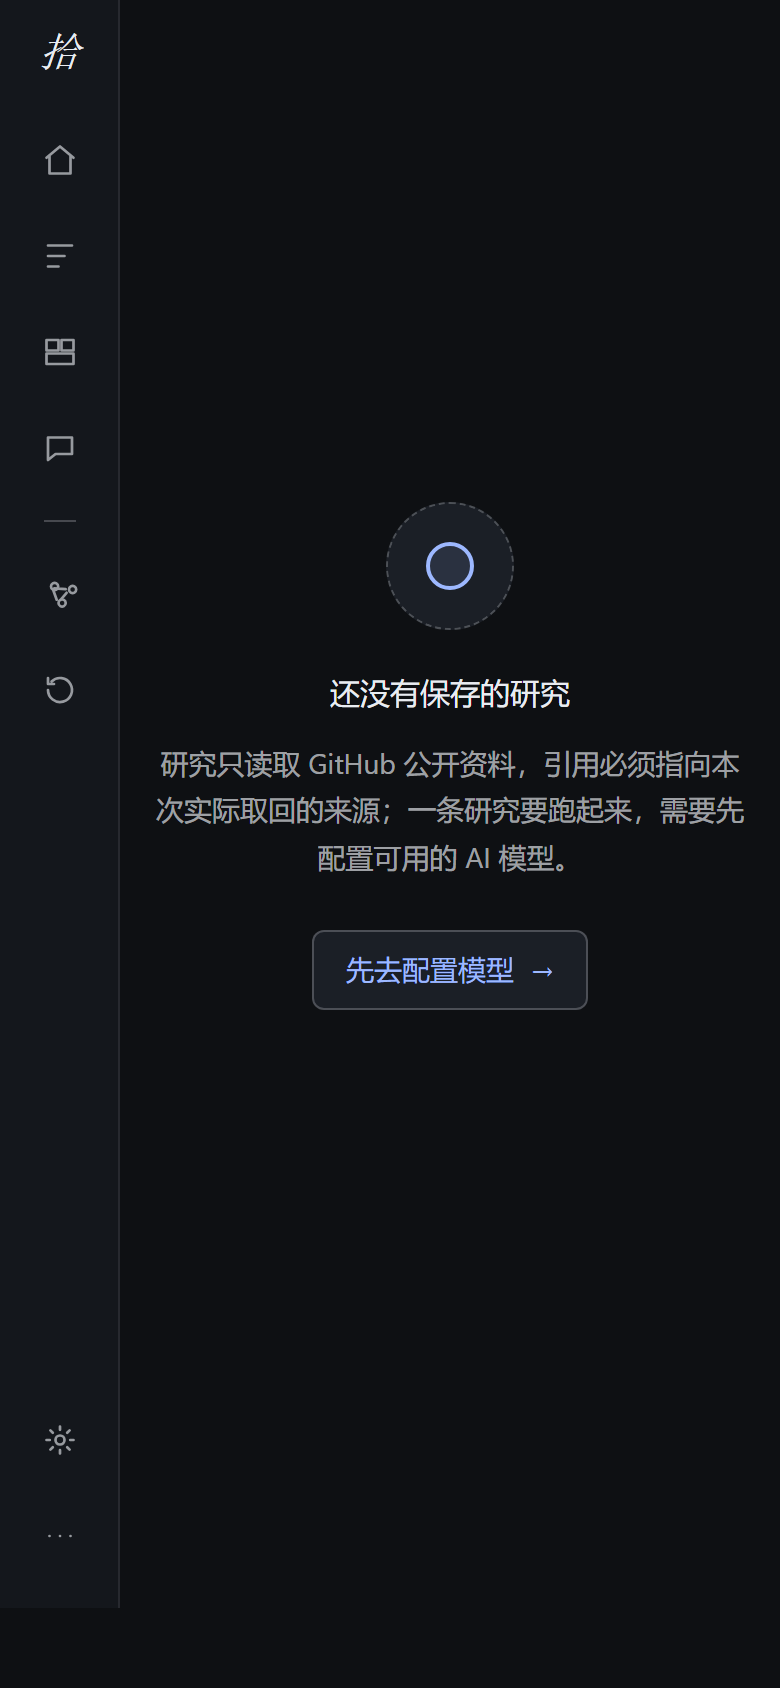 拾
还没有保存的研究
研究只读取 GitHub 公开资料，引用必须指向本
次实际取回的来源；一条研究要跑起来，需要先
配置可用的 AI 模型。
先去配置模型 →